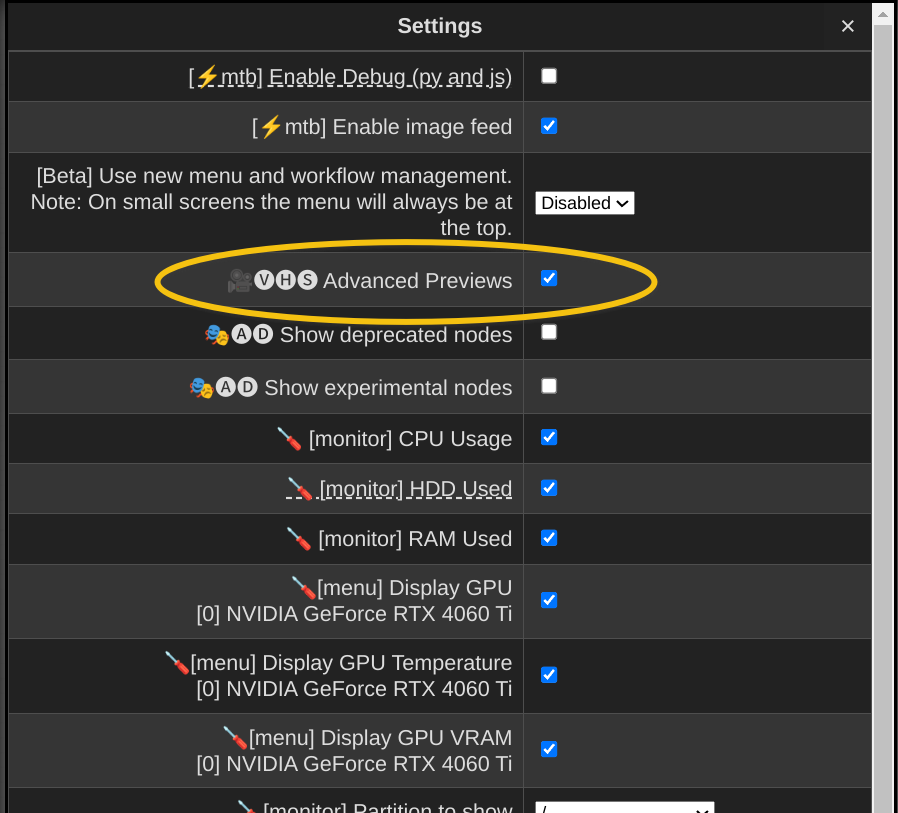 Settings
×
[⚡mtb] Enable Debug (py and js)
[⚡mtb] Enable image feed
[Beta] Use new menu and workflow management.
Note: On small screens the menu will always be at
the top.
Disabled
🎥🅥🅗🅢 Advanced Previews
🎭🅐🅓 Show deprecated nodes
🎭🅐🅓 Show experimental nodes
🪛 [monitor] CPU Usage
🪛 [monitor] HDD Used
🪛 [monitor] RAM Used
🪛[menu] Display GPU
[0] NVIDIA GeForce RTX 4060 Ti
🪛[menu] Display GPU Temperature
[0] NVIDIA GeForce RTX 4060 Ti
🪛[menu] Display GPU VRAM
[0] NVIDIA GeForce RTX 4060 Ti
🪛 [monitor] Partition to show
/